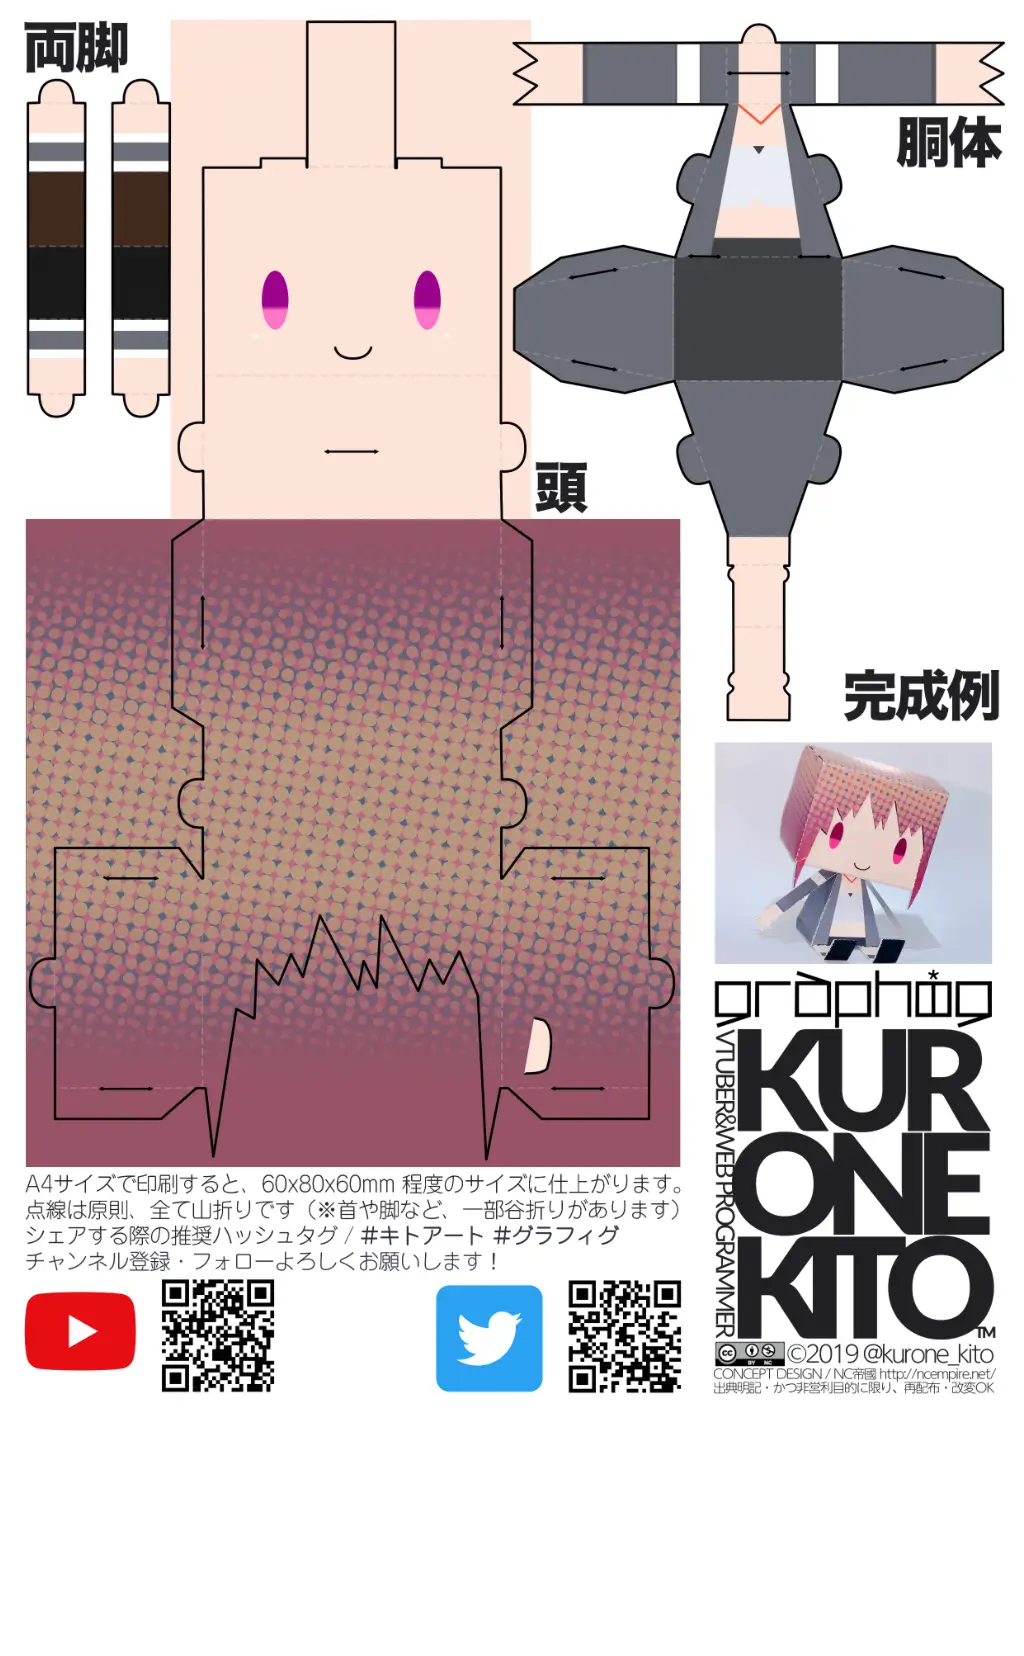 両脚
胴体
頭
完成例
gràphig
VTUBER&WEB PROGRAMMER
KUR
ONE
KITO™
A4サイズで印刷すると、60x80x60mm 程度のサイズに仕上がります。
点線は原則、全て山折りです（※首や脚など、一部谷折りがあります）
シェアする際の推奨ハッシュタグ / #キトアート #グラフィグ
チャンネル登録・フォローよろしくお願いします！
cc BY NC ©2019 @kurone_kito
CONCEPT DESIGN / NC帝國 http://ncempire.net/
出典明記・かつ非営利目的に限り、再配布・改変OK